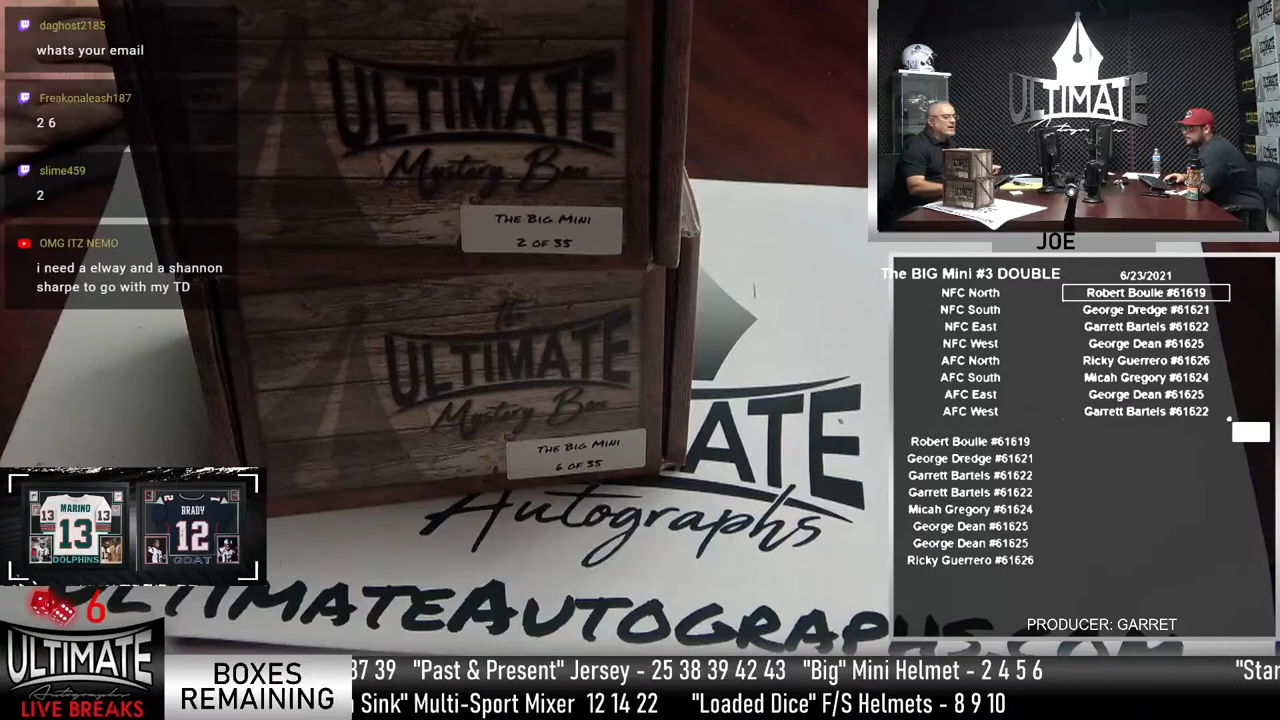 daghost2185
whats your email
Freakonaleash187
2 6
slime459
2
OMG ITZ NEMO
i need a elway and a shannon
sharpe to go with my TD
the
ULTIMATE
Mystery Box
THE BIG MINI
2 OF 35
the
ULTIMATE
Mystery Box
THE BIG MINI
6 OF 35
ATE
Autographs
ULTIMATEAUTOGRAPHS.COM
ULTIMATE
Autographs
JOE
The BIG Mini #3 DOUBLE 6/23/2021
NFC North Robert Boulle #61619
NFC South George Dredge #61621
NFC East Garrett Bartels #61622
NFC West George Dean #61625
AFC North Ricky Guerrero #61626
AFC South Micah Gregory #61624
AFC East George Dean #61625
AFC West Garrett Bartels #61622
Robert Boulle #61619
George Dredge #61621
Garrett Bartels #61622
Garrett Bartels #61622
Micah Gregory #61624
George Dean #61625
George Dean #61625
Ricky Guerrero #61626
PRODUCER: GARRET
MARINO
13 13
13
DOLPHINS
BRADY
12
GOAT
6
ULTIMATE
Autographs
LIVE BREAKS
BOXES
REMAINING
37 39 "Past & Present" Jersey - 25 38 39 42 43 "Big" Mini Helmet - 2 4 5 6 "Star
Sink" Multi-Sport Mixer 12 14 22 "Loaded Dice" F/S Helmets - 8 9 10